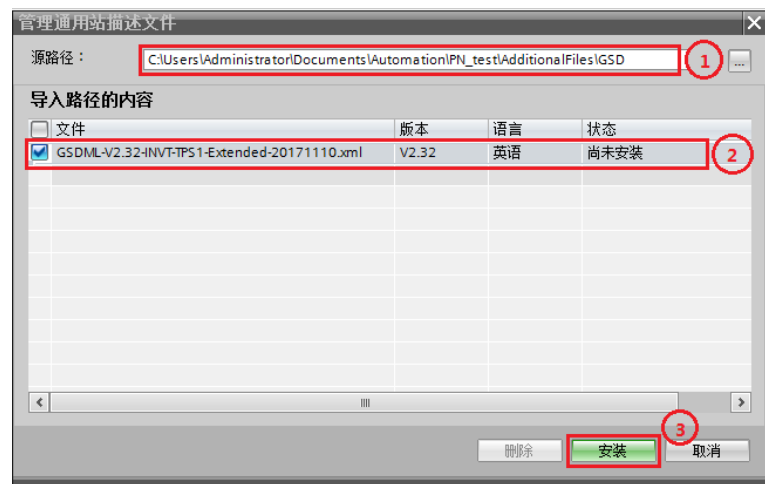 管理通用站描述文件
源路径： C:\Users\Administrator\Documents\Automation\PN_test\AdditionalFiles\GSD 1 ...
导入路径的内容
文件 版本 语言 状态
GSDML-V2.32-INVT-TPS1-Extended-20171110.xml V2.32 英语 尚未安装 2
3
删除 安装 取消